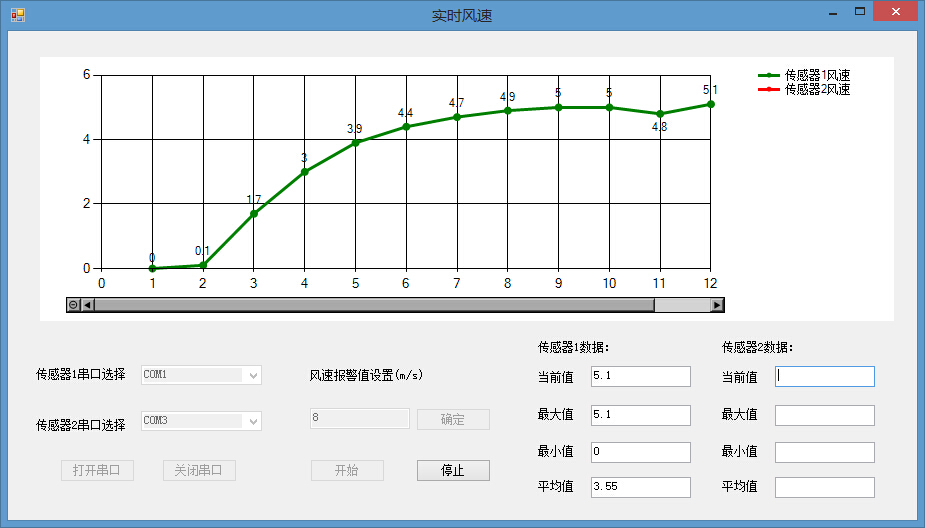 实时风速
传感器1风速
传感器2风速
6
4
2
0
0 0.1 1.7 3 3.9 4.4 4.7 4.9 5 5 4.8 5.1
0 1 2 3 4 5 6 7 8 9 10 11 12
传感器1数据:
传感器2数据:
传感器1串口选择 COM1
风速报警值设置(m/s)
当前值 5.1
当前值
传感器2串口选择 COM3
8 确定
最大值 5.1
最大值
最小值 0
最小值
打开串口 关闭串口 开始 停止
平均值 3.55
平均值